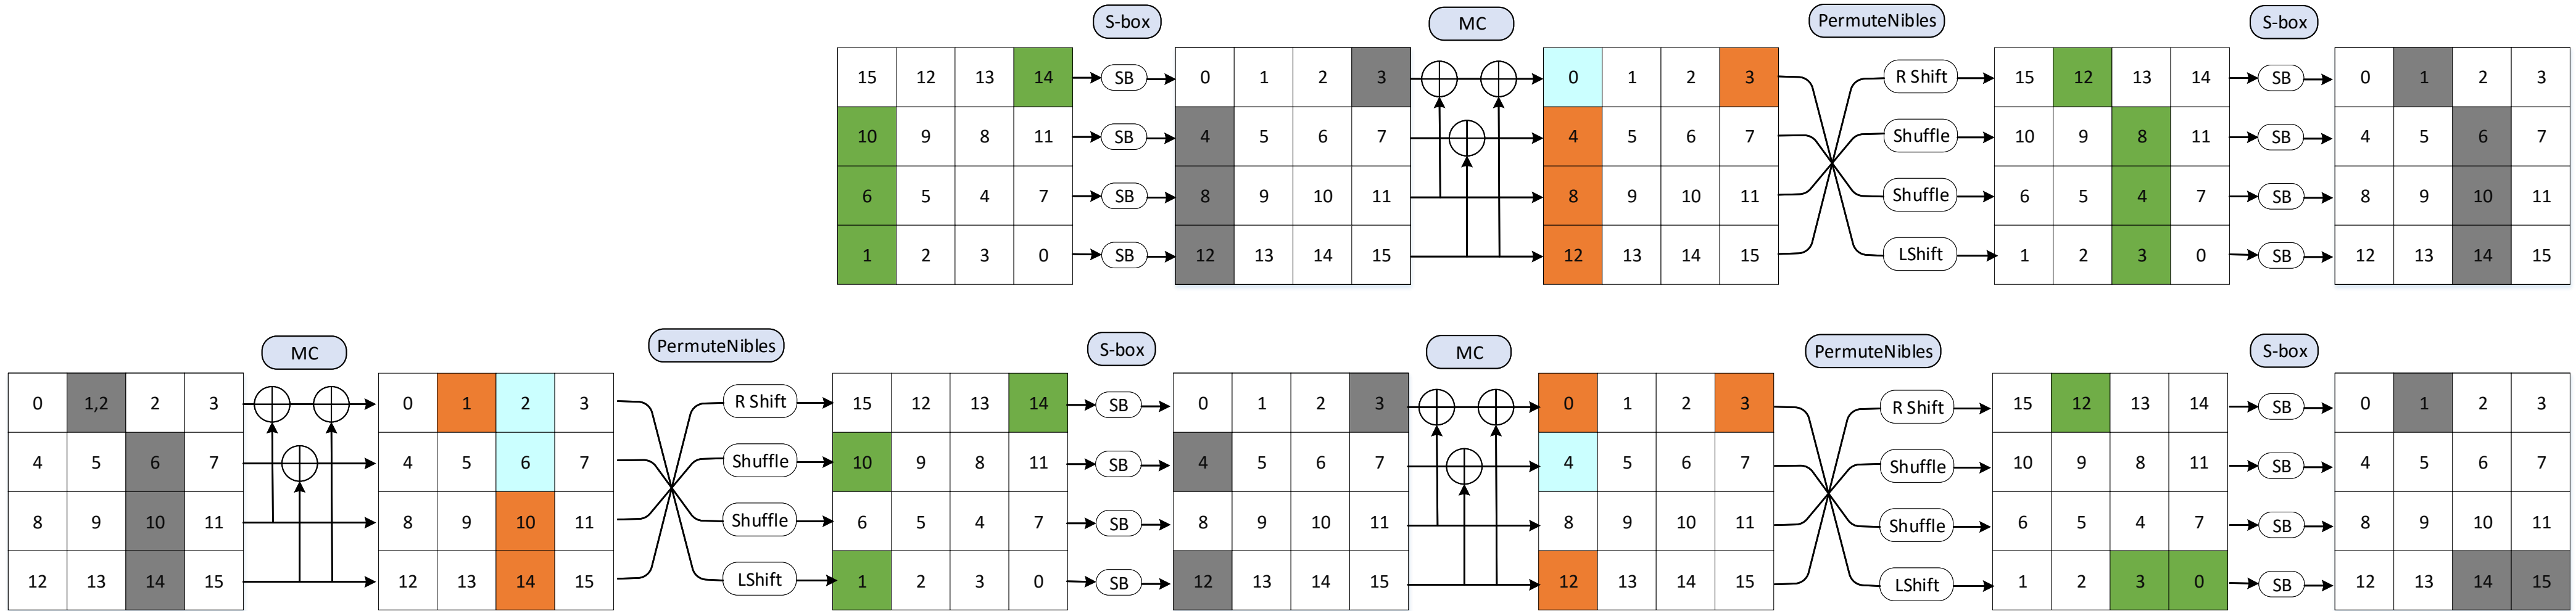 S-box MC PermuteNibles S-box
15 12 13 14 SB 0 1 2 3 0 1 2 3 R Shift 15 12 13 14 SB 0 1 2 3
10 9 8 11 SB 4 5 6 7 4 5 6 7 Shuffle 10 9 8 11 SB 4 5 6 7
6 5 4 7 SB 8 9 10 11 8 9 10 11 Shuffle 6 5 4 7 SB 8 9 10 11
1 2 3 0 SB 12 13 14 15 12 13 14 15 LShift 1 2 3 0 SB 12 13 14 15
MC PermuteNibles S-box MC PermuteNibles S-box
0 1,2 2 3 0 1 2 3 R Shift 15 12 13 14 SB 0 1 2 3 0 1 2 3 R Shift 15 12 13 14 SB 0 1 2 3
4 5 6 7 4 5 6 7 Shuffle 10 9 8 11 SB 4 5 6 7 4 5 6 7 Shuffle 10 9 8 11 SB 4 5 6 7
8 9 10 11 8 9 10 11 Shuffle 6 5 4 7 SB 8 9 10 11 8 9 10 11 Shuffle 6 5 4 7 SB 8 9 10 11
12 13 14 15 12 13 14 15 LShift 1 2 3 0 SB 12 13 14 15 12 13 14 15 LShift 1 2 3 0 SB 12 13 14 15